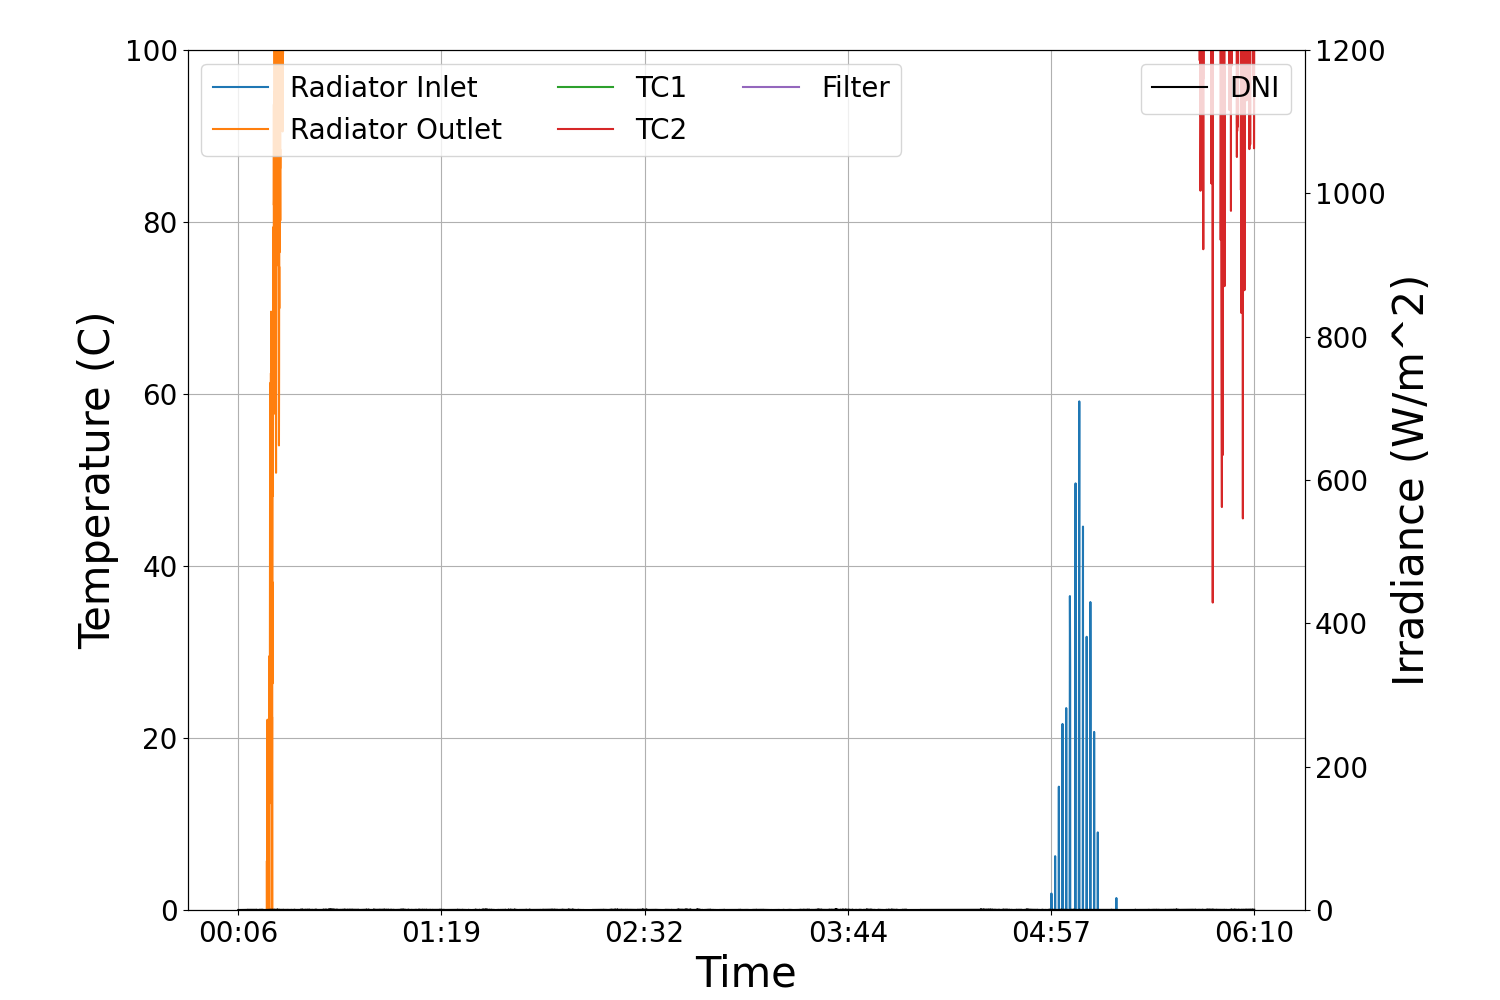 100
80
60
40
20
0
Temperature (C)
Radiator Inlet
Radiator Outlet
TC1
TC2
Filter
DNI
1200
1000
800
600
400
200
0
Irradiance (W/m^2)
00:06 01:19 02:32 03:44 04:57 06:10
Time